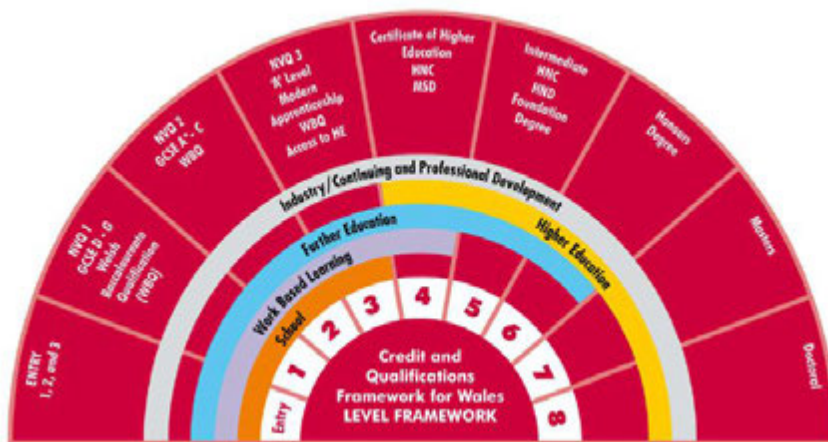 ENTRY
1, 2, and 3
NVQ 1
GCSE D - G
Welsh
Baccalaureate
Qualification
(WBQ)
NVQ 2
GCSE A*- C
WBQ
NVQ 3
'A' Level
Modern
Apprenticeship
WBQ
Access to HE
Certificate of Higher
Education
HNC
MSD
Intermediate
HNC
HND
Foundation
Degree
Honours
Degree
Masters
Doctoral
Industry/Continuing and Professional Development
Higher Education
Further Education
Work Based Learning
School
Entry
1
2
3
4
5
6
7
8
Credit and
Qualifications
Framework for Wales
LEVEL FRAMEWORK